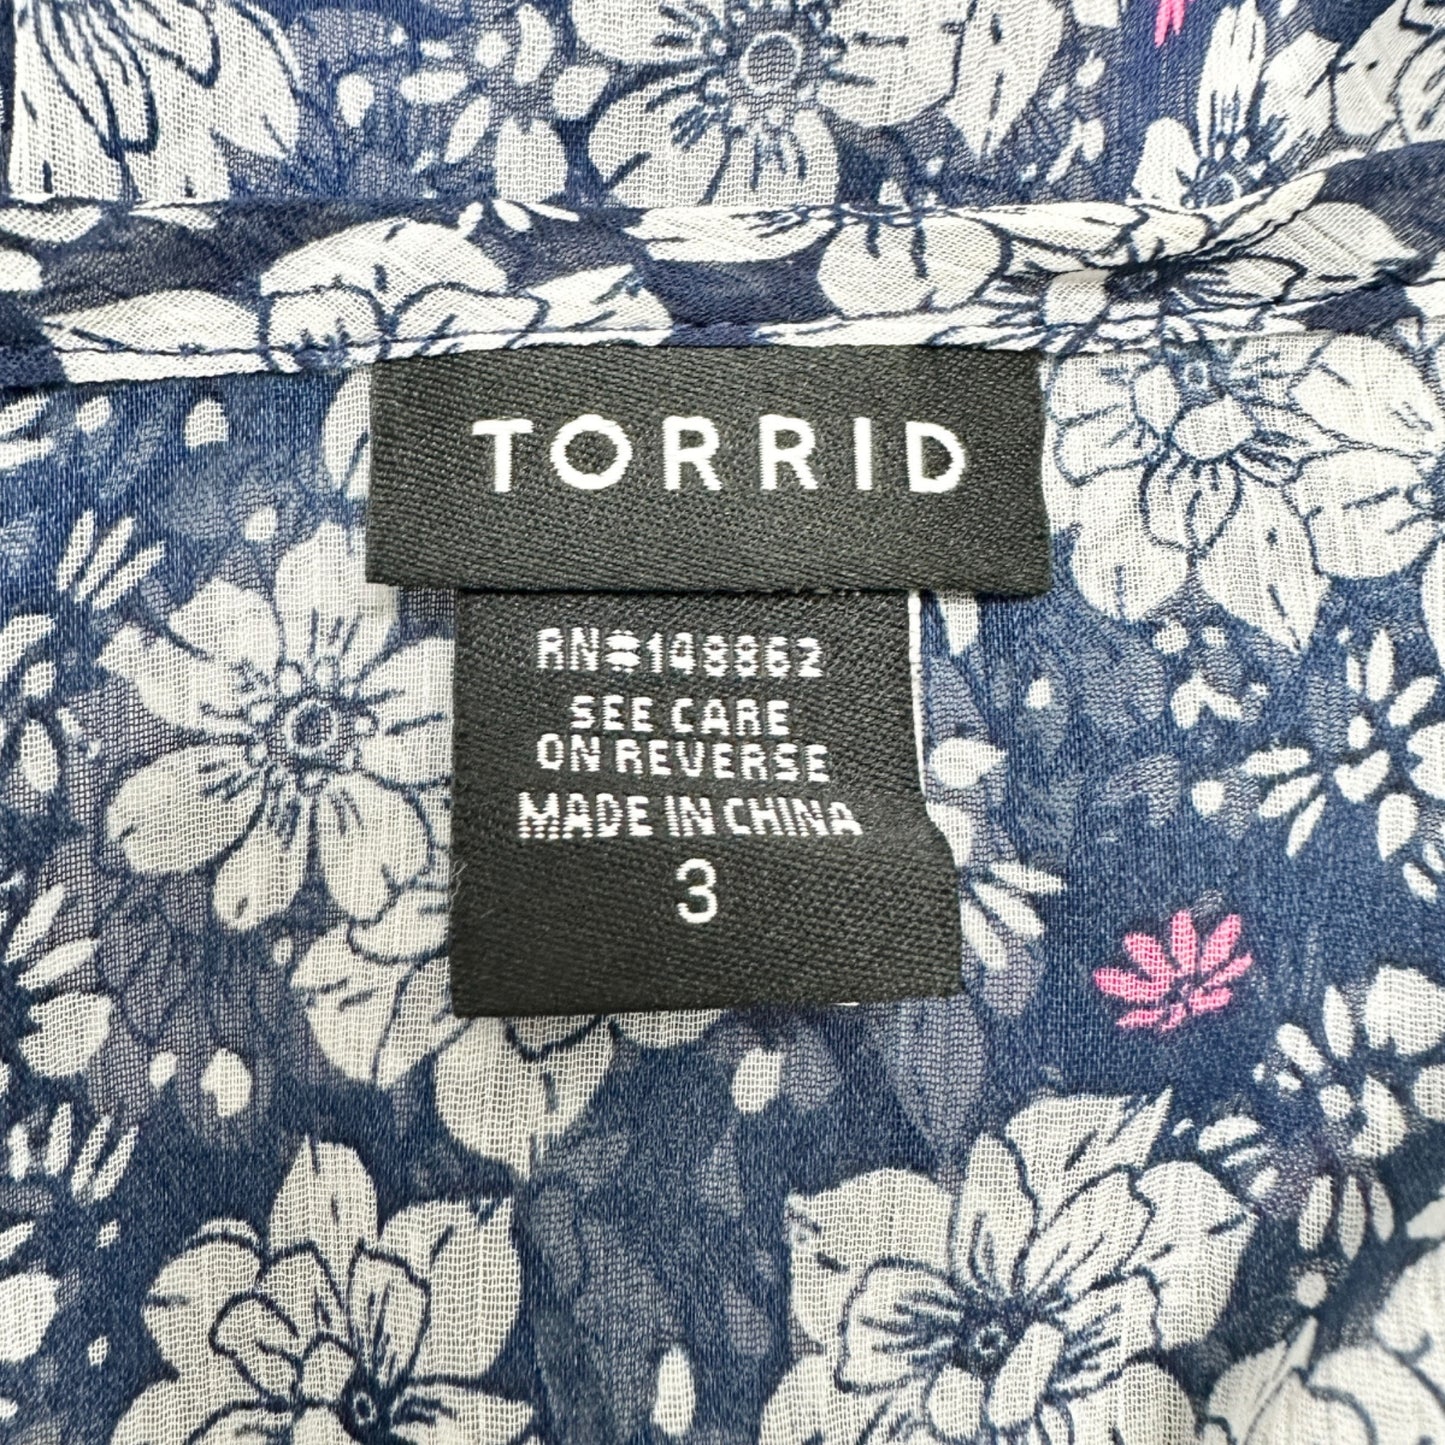 TORRID
RN#148862
SEE CARE
ON REVERSE
MADE IN CHINA
3